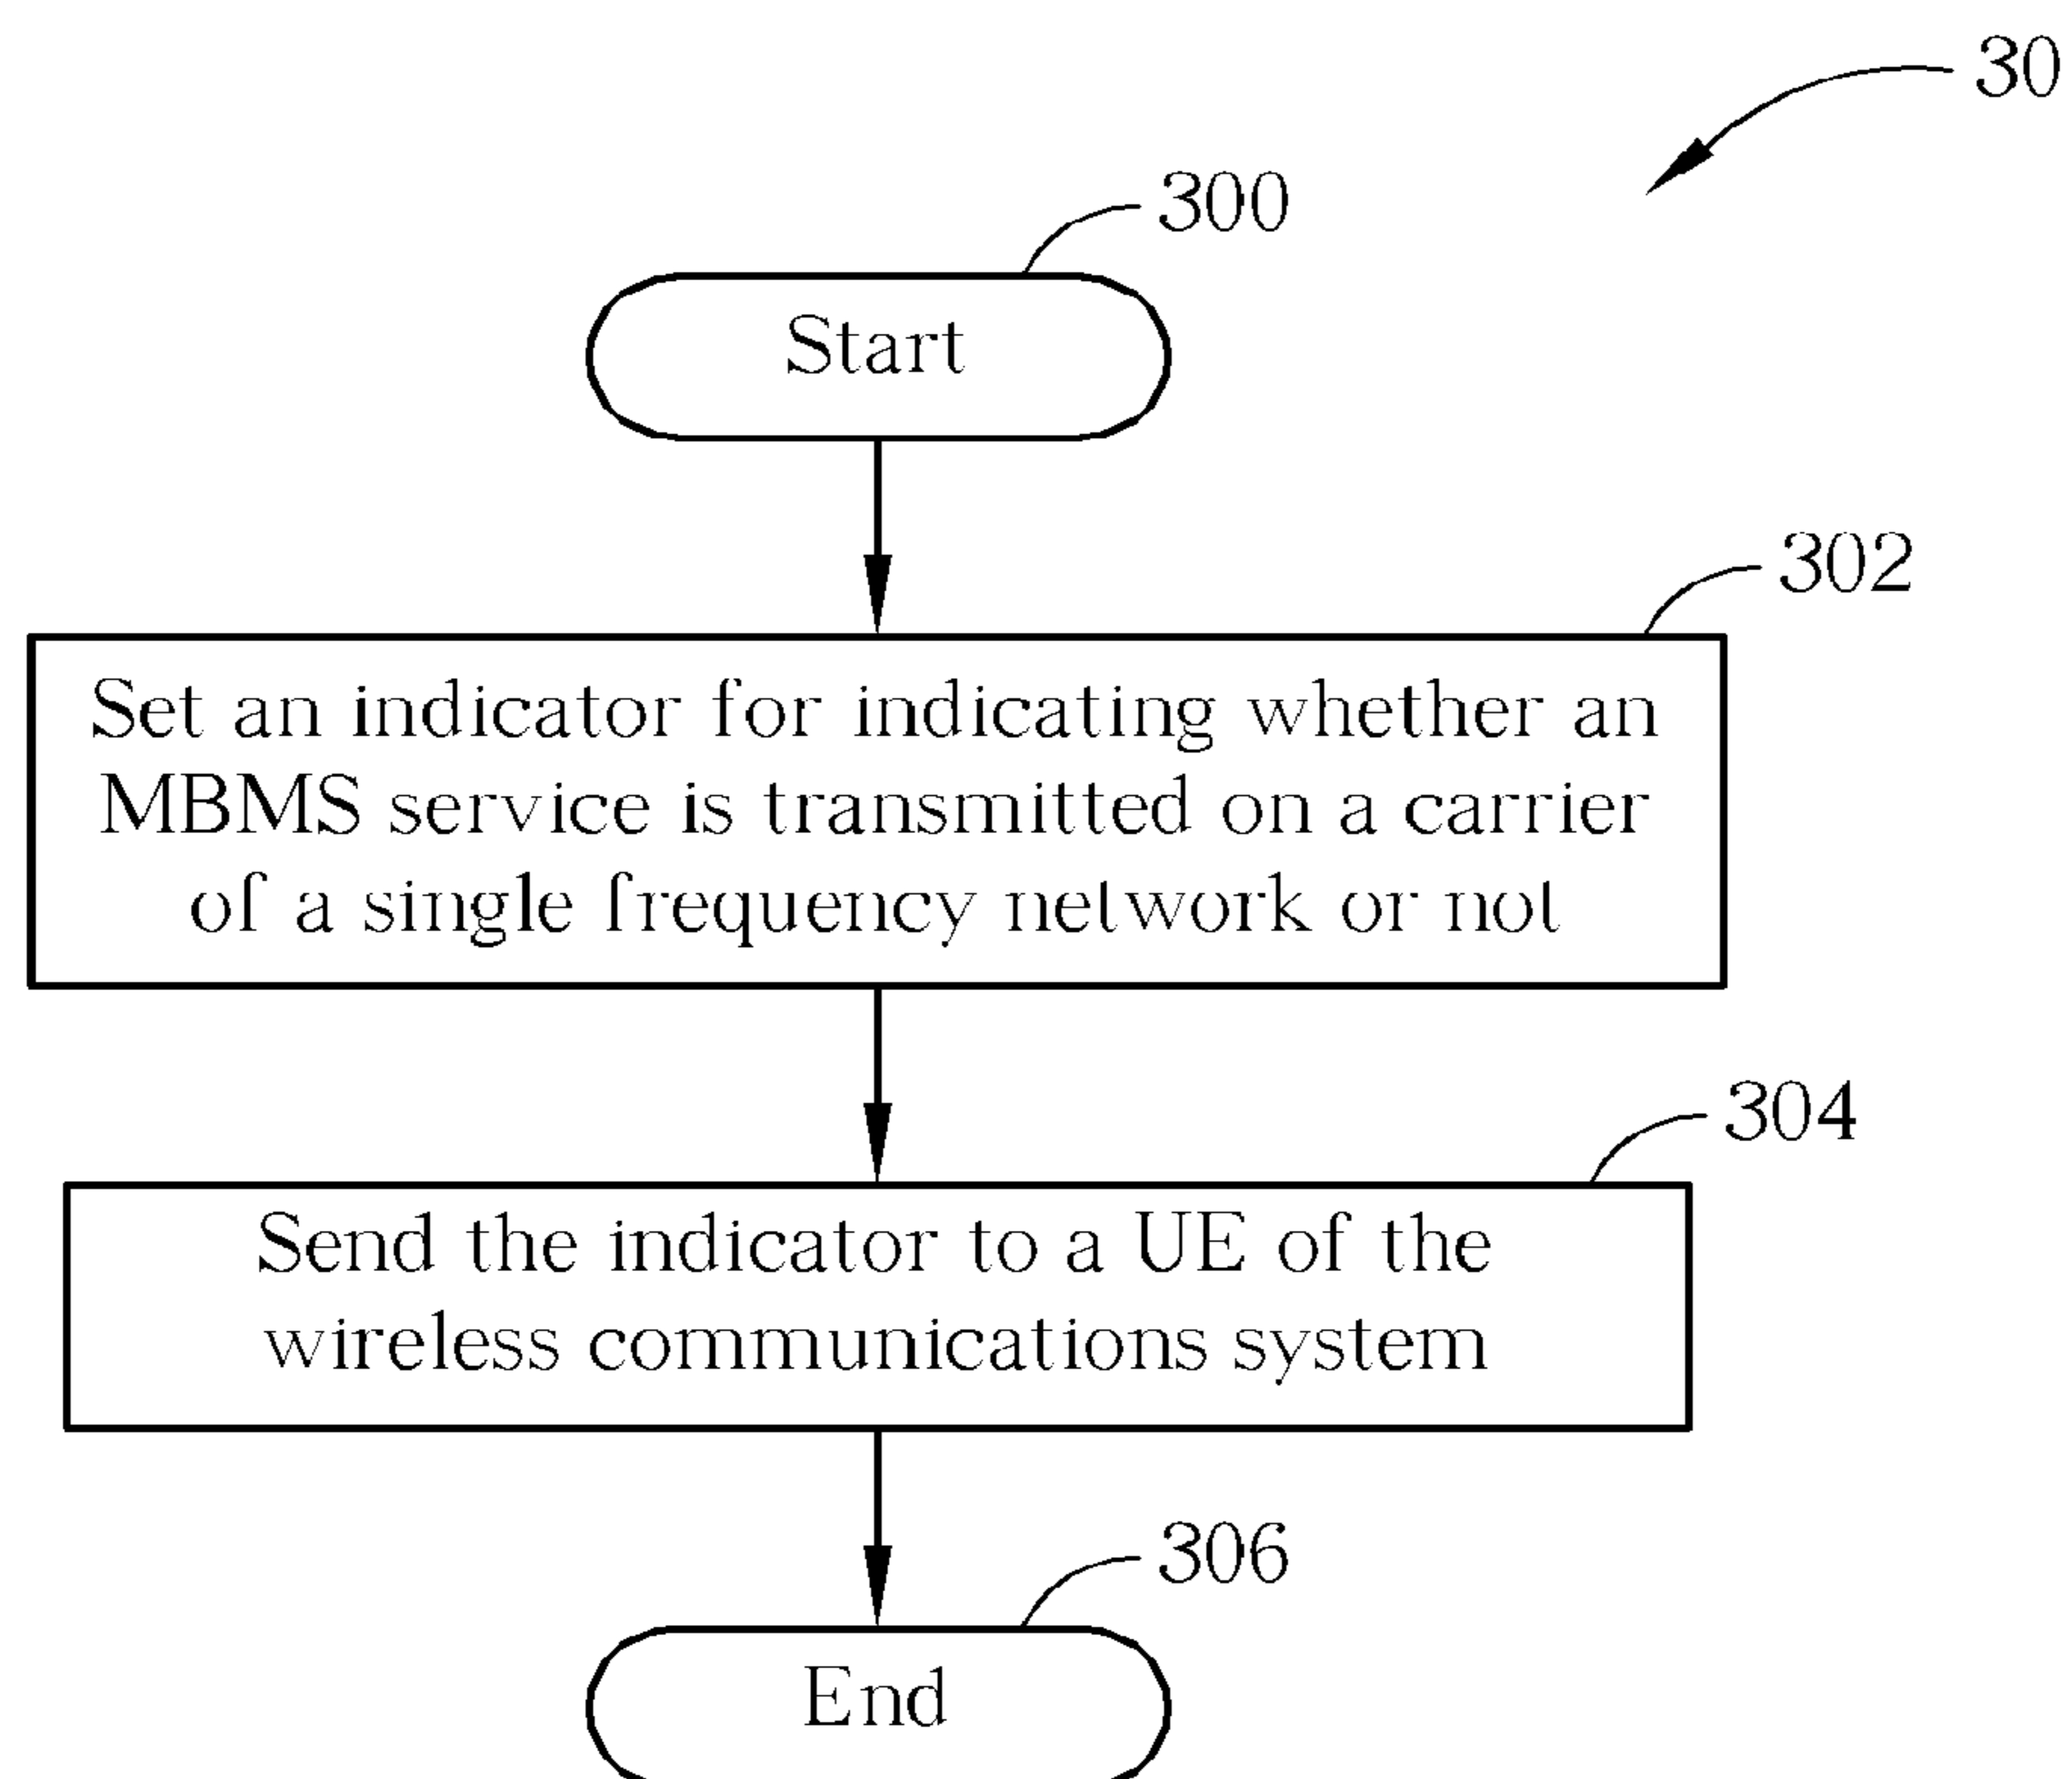 30
300
Start
302
Set an indicator for indicating whether an
MBMS service is transmitted on a carrier
of a single frequency network or not
304
Send the indicator to a UE of the
wireless communications system
306
End